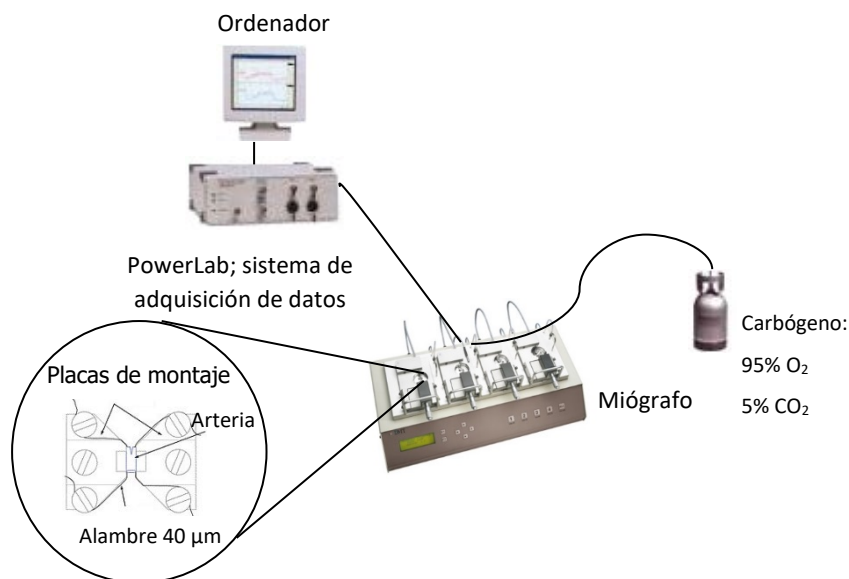 Ordenador
PowerLab; sistema de
adquisición de datos
Carbógeno:
95% O₂
5% CO₂
Miógrafo
Placas de montaje
Arteria
Alambre 40 µm